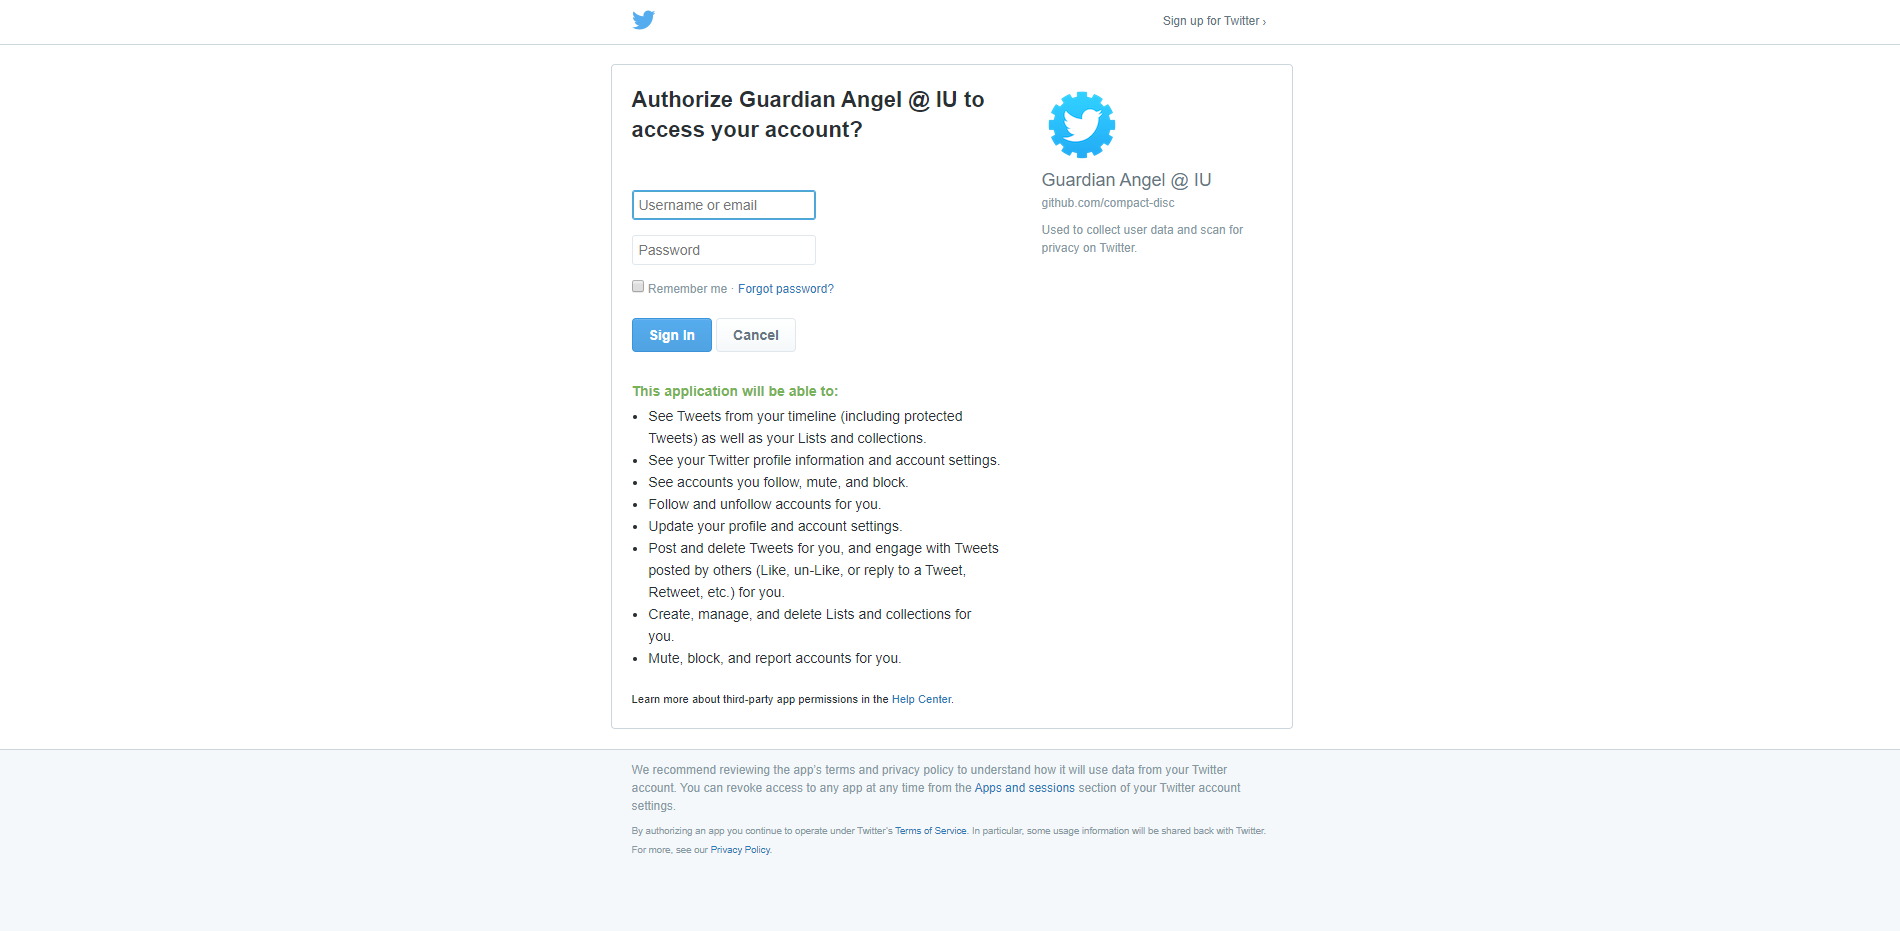 Sign up for Twitter ›
Authorize Guardian Angel @ IU to
access your account?
Username or email
Password
Remember me · Forgot password?
Sign In
Cancel
This application will be able to:
• See Tweets from your timeline (including protected
Tweets) as well as your Lists and collections.
• See your Twitter profile information and account settings.
• See accounts you follow, mute, and block.
• Follow and unfollow accounts for you.
• Update your profile and account settings.
• Post and delete Tweets for you, and engage with Tweets
posted by others (Like, un-Like, or reply to a Tweet,
Retweet, etc.) for you.
• Create, manage, and delete Lists and collections for
you.
• Mute, block, and report accounts for you.
Learn more about third-party app permissions in the Help Center.
Guardian Angel @ IU
github.com/compact-disc
Used to collect user data and scan for
privacy on Twitter.
We recommend reviewing the app's terms and privacy policy to understand how it will use data from your Twitter
account. You can revoke access to any app at any time from the Apps and sessions section of your Twitter account
settings.
By authorizing an app you continue to operate under Twitter's Terms of Service. In particular, some usage information will be shared back with Twitter.
For more, see our Privacy Policy.